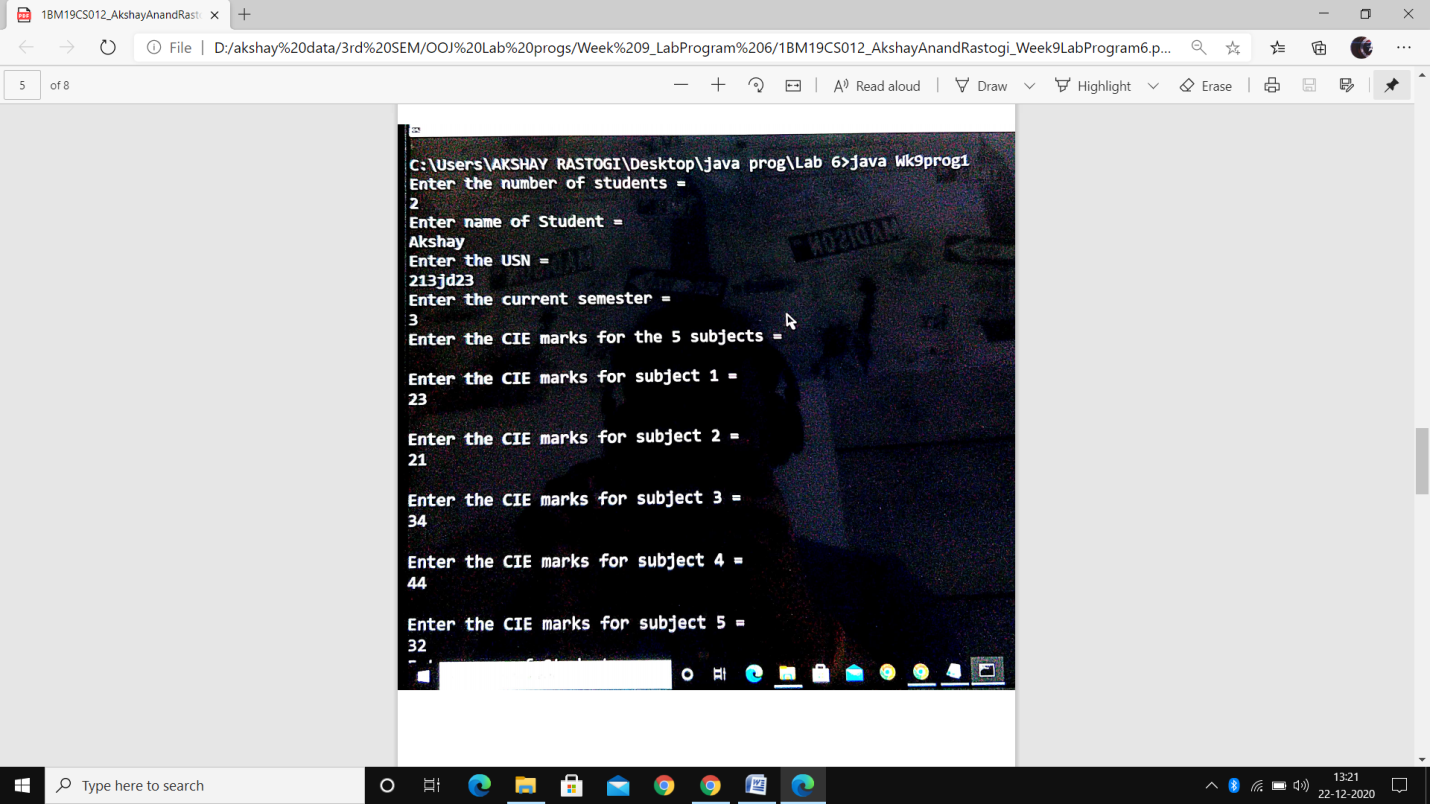 1BM19CS012_AkshayAnandRast
File
D:/akshay%20data/3rd%20SEM/OOJ%20Lab%20progs/Week%209_LabProgram%206/1BM19CS012_AkshayAnandRastogi_Week9LabProgram6.p...
5 of 8
Read aloud
Draw
Highlight
Erase
C:\Users\AKSHAY RASTOGI\Desktop\java prog\Lab 6>java Wk9prog1
Enter the number of students =
2
Enter name of Student =
Akshay
Enter the USN =
213jd23
Enter the current semester =
3
Enter the CIE marks for the 5 subjects =
Enter the CIE marks for subject 1 =
23
Enter the CIE marks for subject 2 =
21
Enter the CIE marks for subject 3 =
34
Enter the CIE marks for subject 4 =
44
Enter the CIE marks for subject 5 =
32
MADISON
Type here to search
13:21
22-12-2020